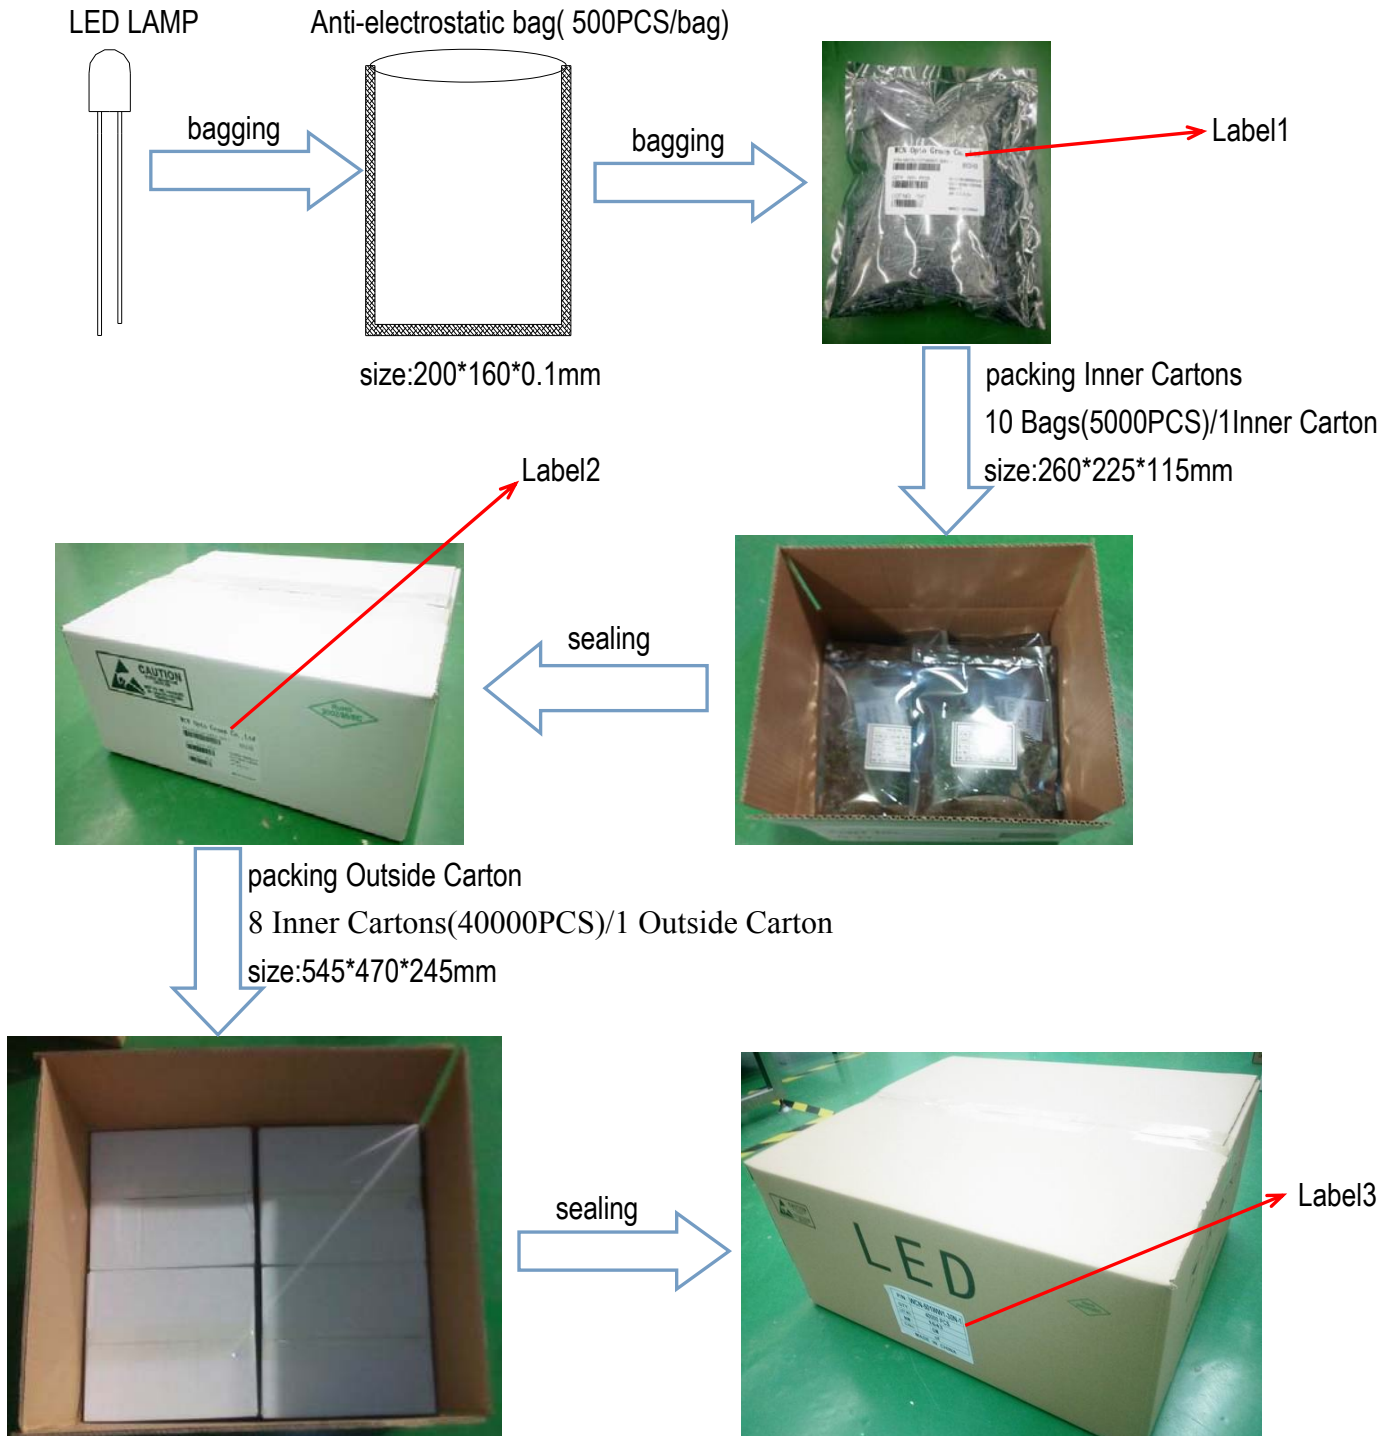 LED LAMP
Anti-electrostatic bag( 500PCS/bag)
bagging
bagging
Label1
size:200*160*0.1mm
packing Inner Cartons
10 Bags(5000PCS)/1Inner Carton
size:260*225*115mm
Label2
sealing
CAUTION
packing Outside Carton
8 Inner Cartons(40000PCS)/1 Outside Carton
size:545*470*245mm
sealing
Label3
LED